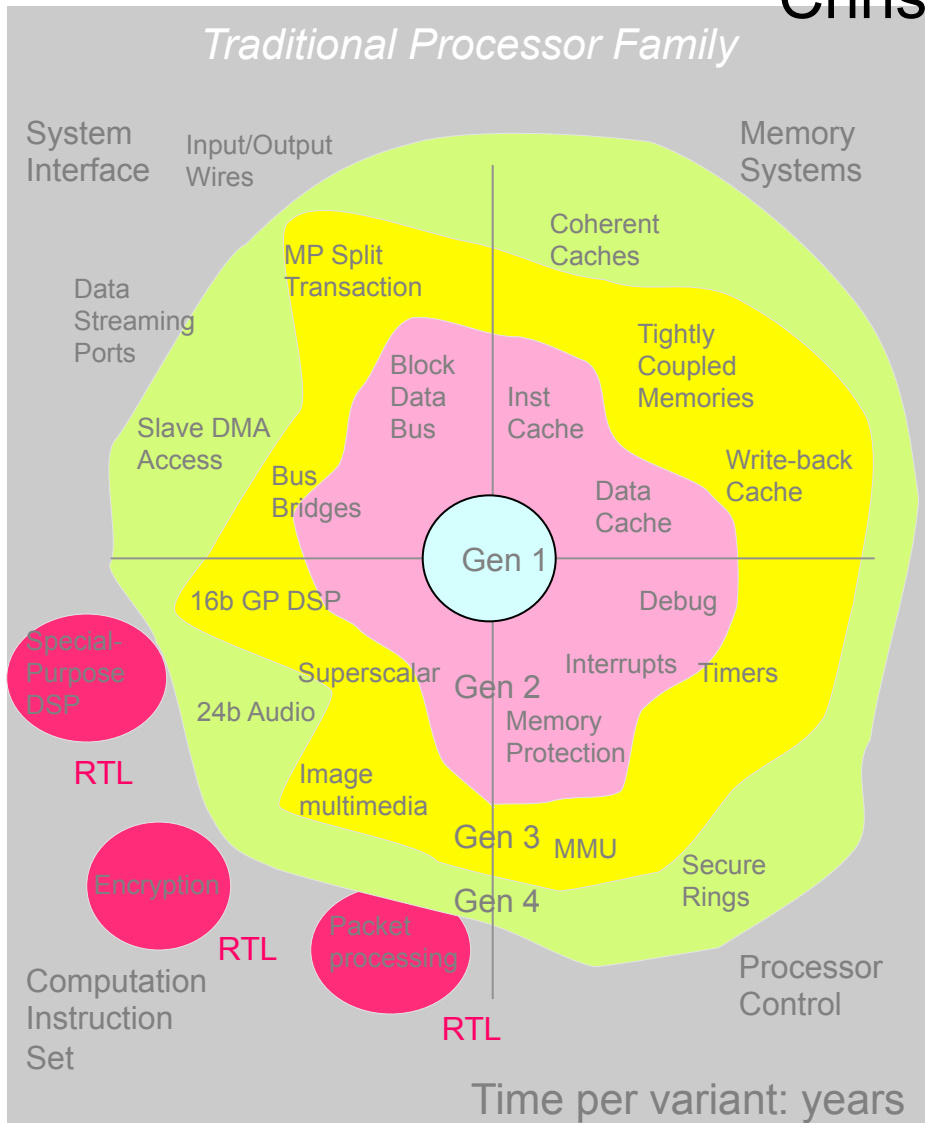 Chris
Traditional Processor Family
System
Interface
Input/Output
Wires
Memory
Systems
Coherent
Caches
MP Split
Transaction
Data
Streaming
Ports
Tightly
Coupled
Memories
Block
Data
Bus
Inst
Cache
Slave DMA
Access
Bus
Bridges
Write-back
Cache
Data
Cache
Gen 1
16b GP DSP
Debug
Special-
Purpose
DSP
Superscalar
Gen 2
Interrupts
Timers
24b Audio
Memory
Protection
RTL
Image
multimedia
Gen 3
MMU
Secure
Rings
Encryption
Gen 4
Packet
processing
RTL
Computation
Instruction
Set
Processor
Control
RTL
Time per variant: years